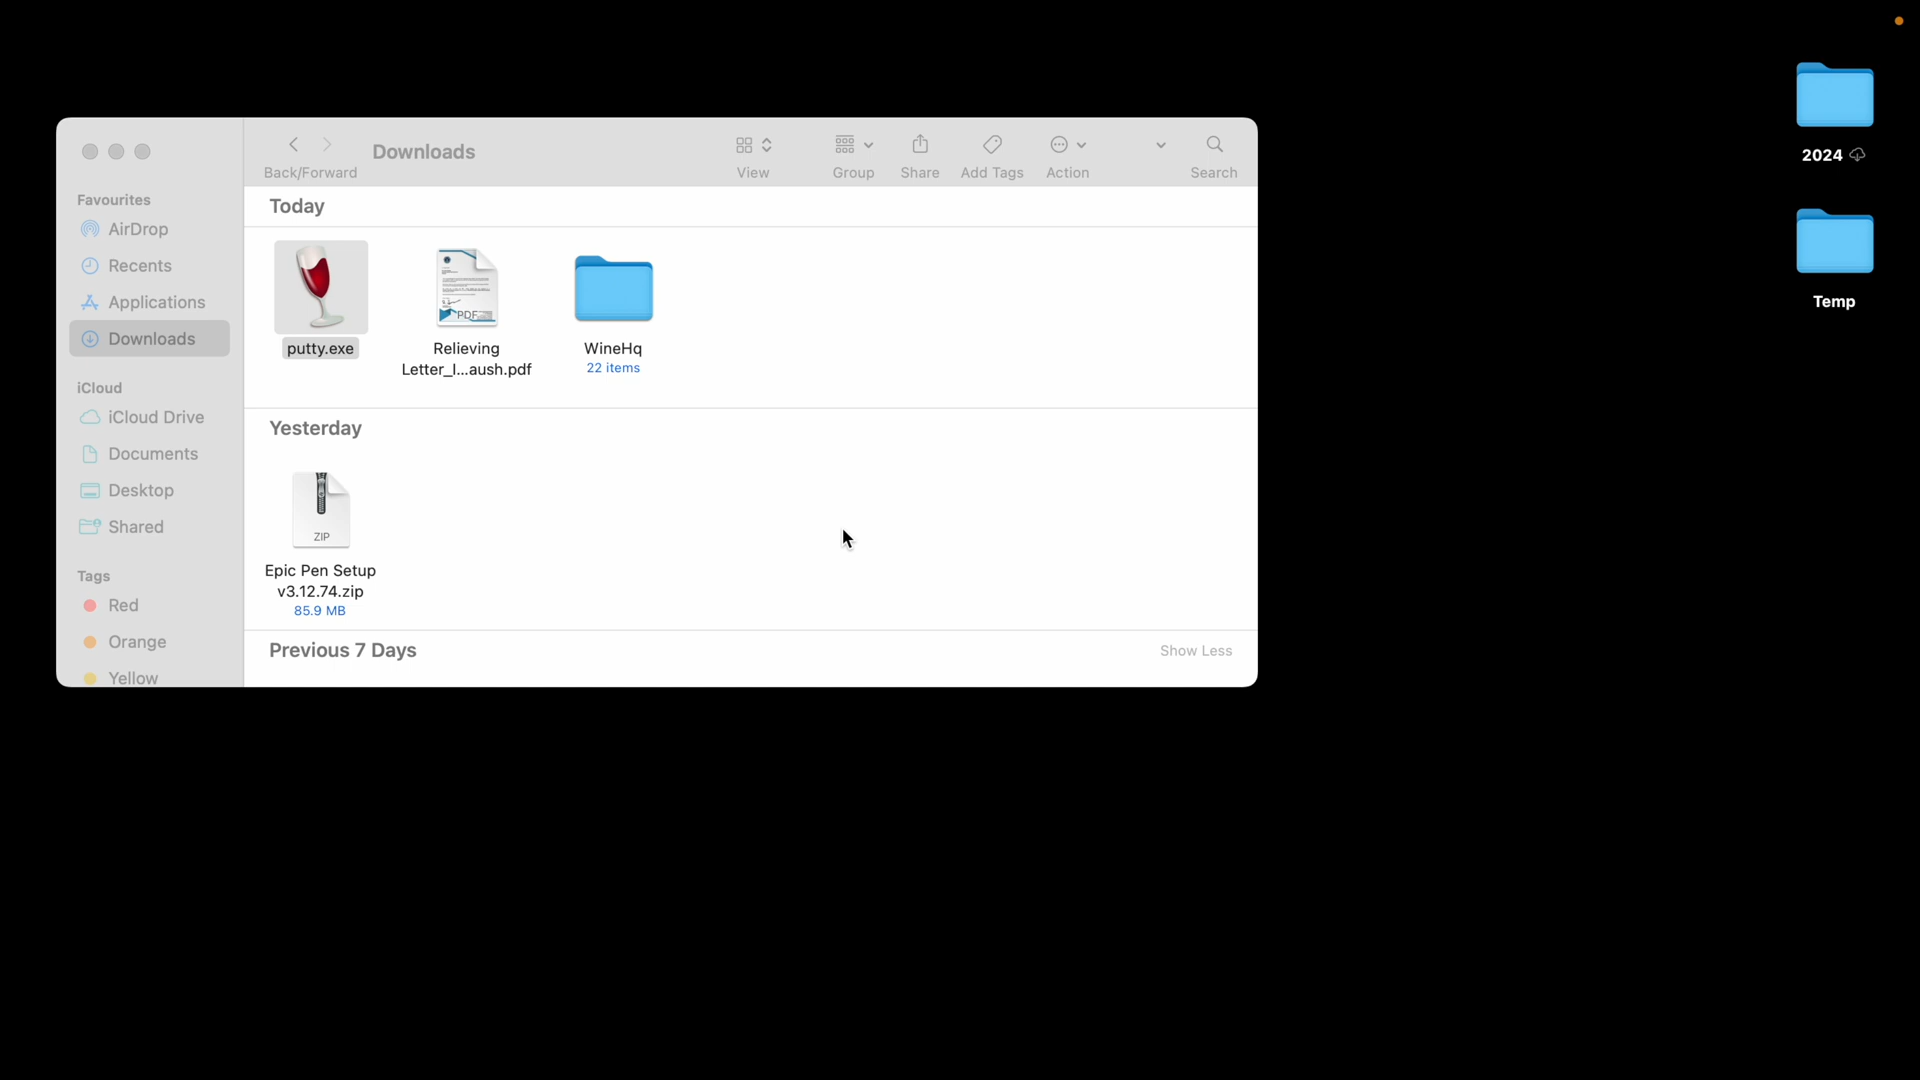 2024
Temp
Favourites
AirDrop
Recents
Applications
Downloads
iCloud
iCloud Drive
Documents
Desktop
Shared
Tags
Red
Orange
Yellow
Back/Forward
Downloads
View
Group
Share
Add Tags
Action
Search
Today
putty.exe
PDF
Relieving
Letter_I...aush.pdf
WineHq
22 items
Yesterday
ZIP
Epic Pen Setup
v3.12.74.zip
85.9 MB
Previous 7 Days
Show Less